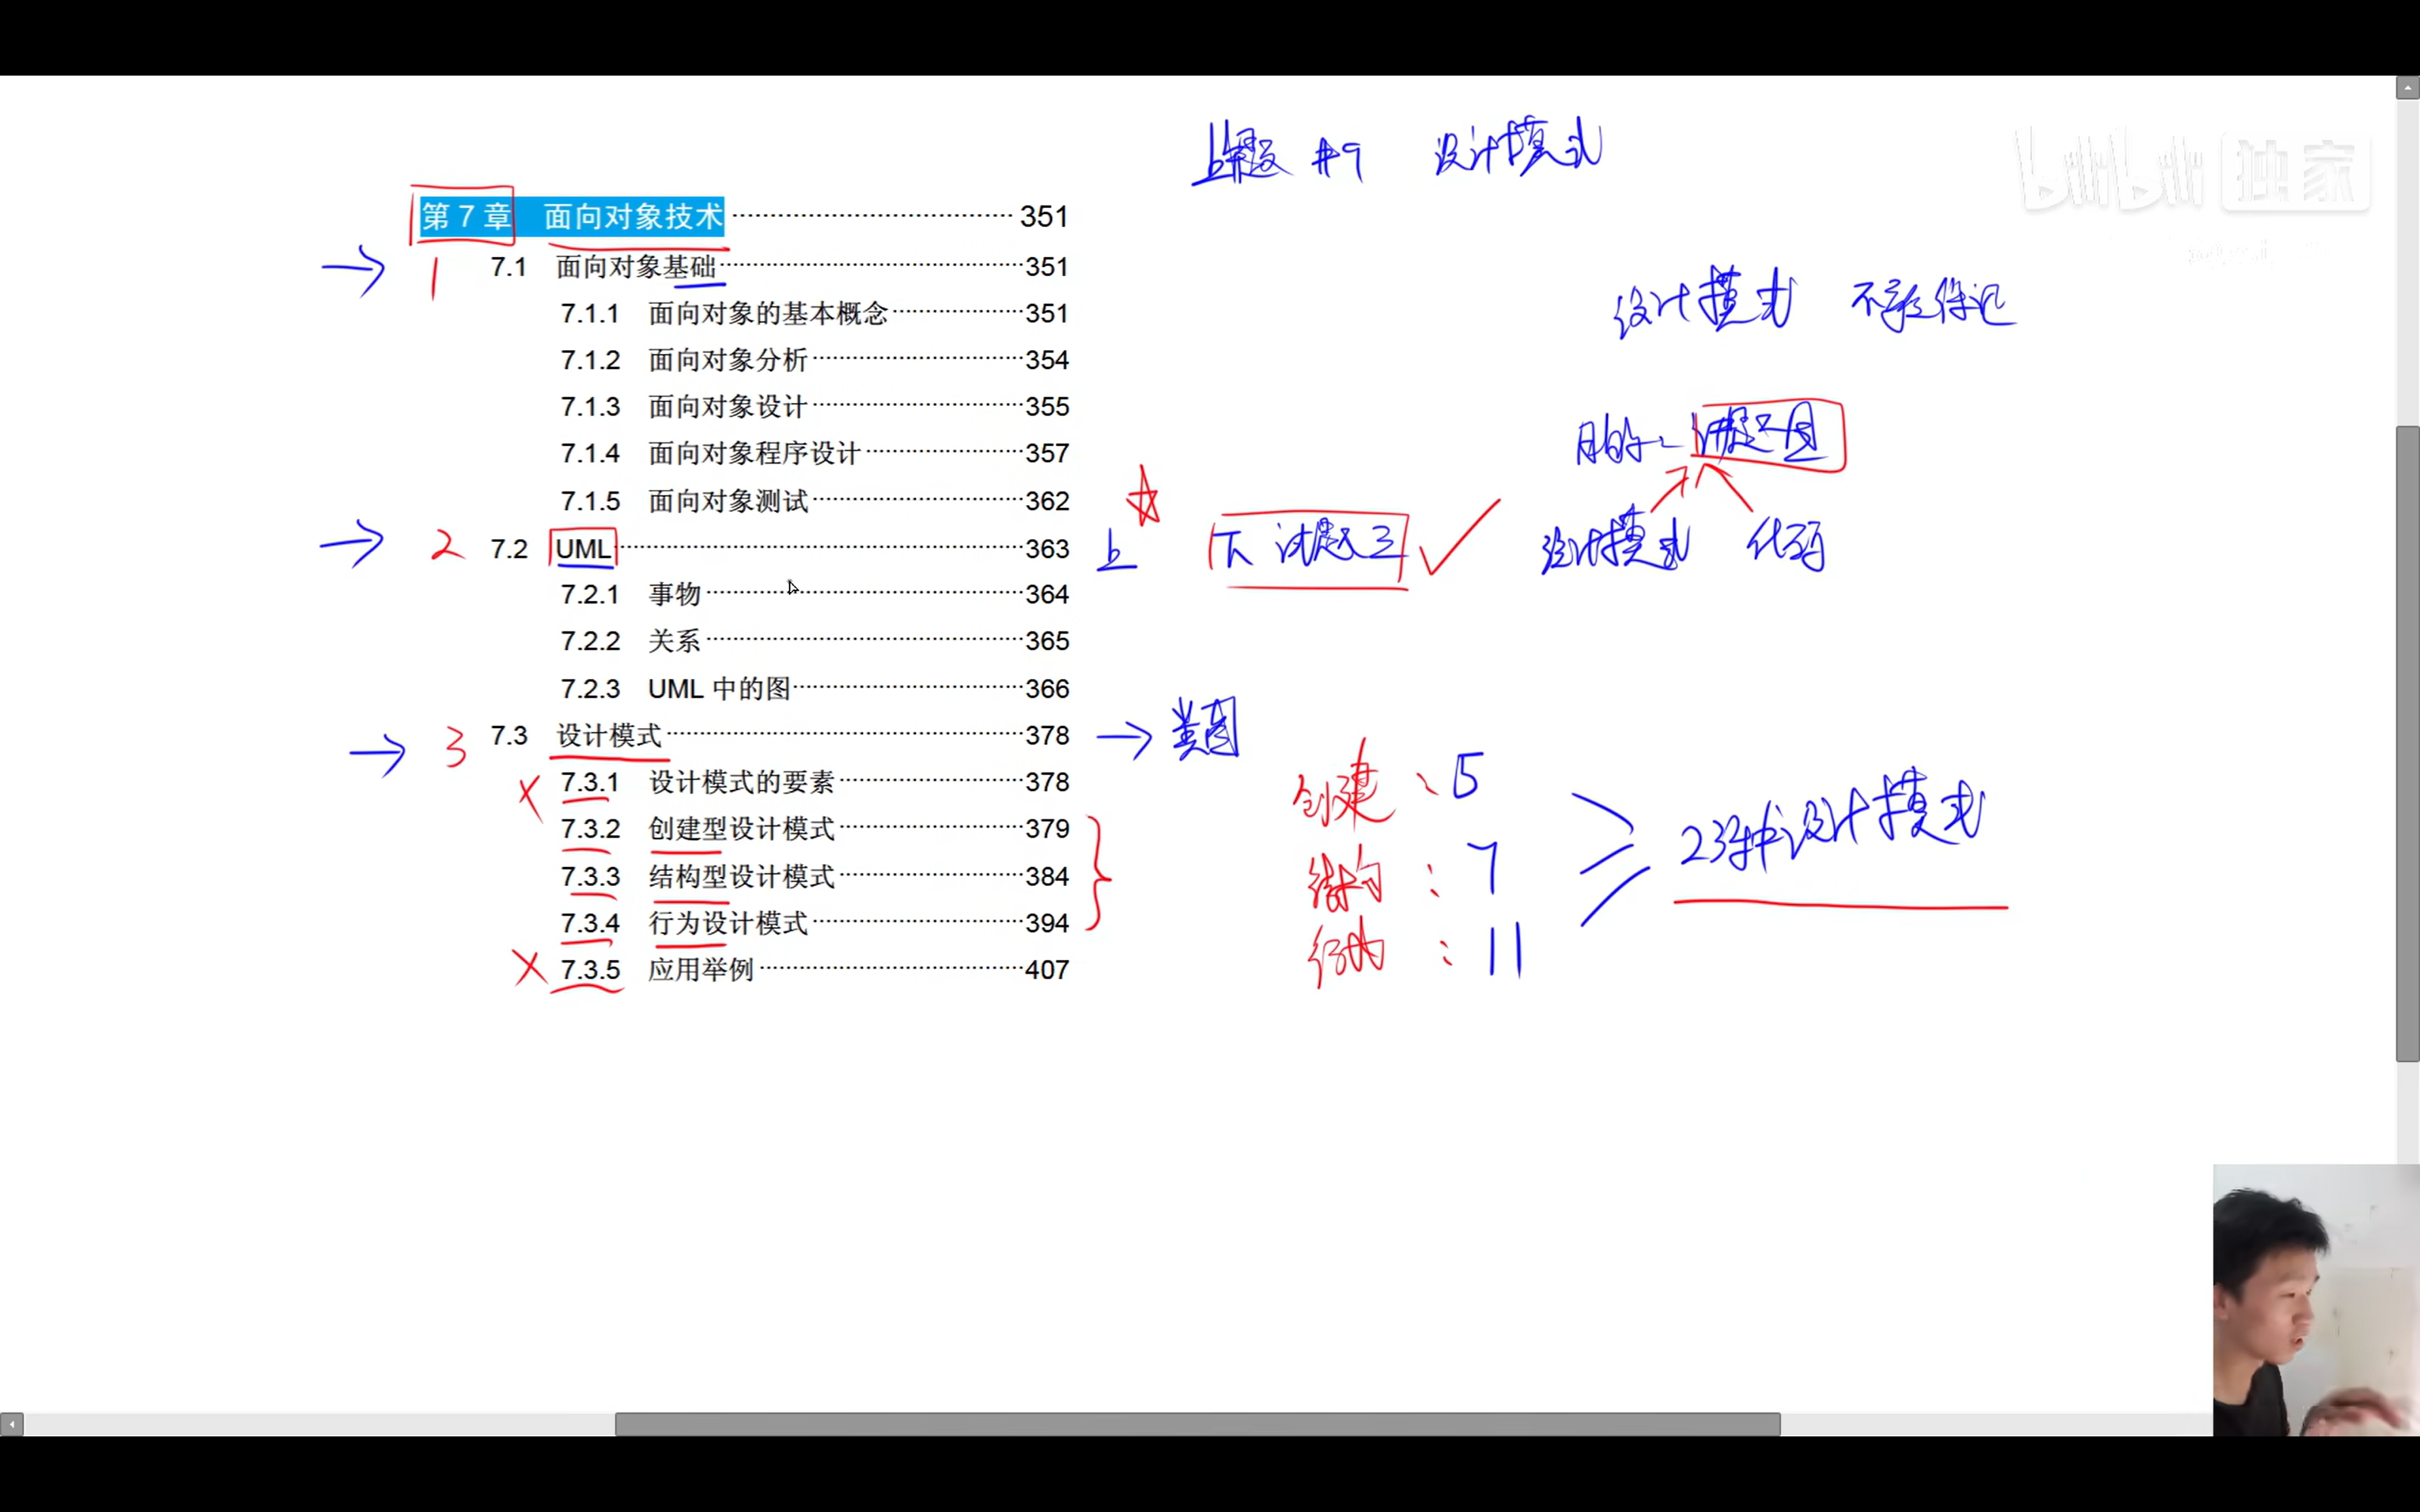 上午题 #9 设计模式
bilibili 独家
第 7 章 面向对象技术 351
1 7.1 面向对象基础 351
7.1.1 面向对象的基本概念 351
设计模式 不需要保记
7.1.2 面向对象分析 354
7.1.3 面向对象设计 355
7.1.4 面向对象程序设计 357
目的:
7.1.5 面向对象测试 362
2 7.2 UML 363
上 下 试题三 设计模式 代码
7.2.1 事物 364
7.2.2 关系 365
7.2.3 UML 中的图 366
3 7.3 设计模式 378
类图
7.3.1 设计模式的要素 378
创建:5
7.3.2 创建型设计模式 379
23种设计模式
7.3.3 结构型设计模式 384
结构:7
7.3.4 行为设计模式 394
行为:11
7.3.5 应用举例 407